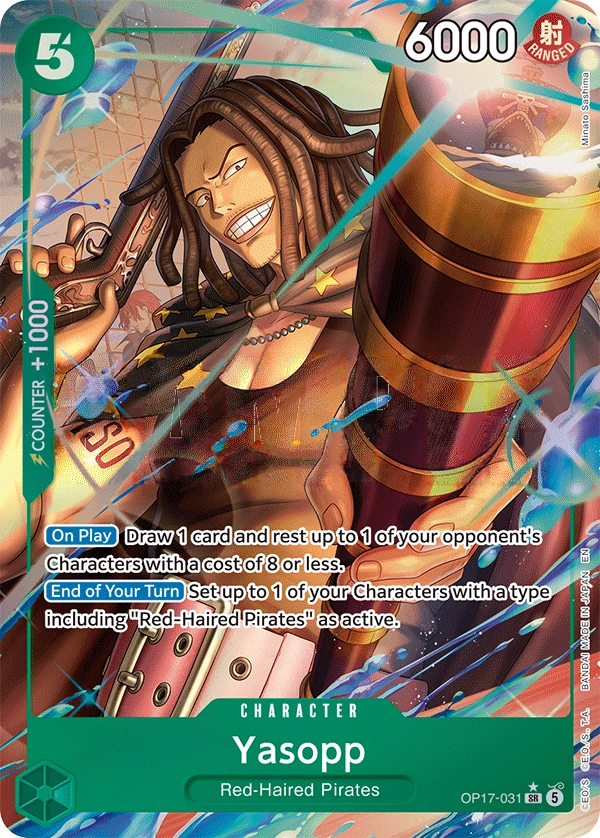 5
6000
射
RANGED
Minato Sashima
COUNTER +1000
SO
On Play Draw 1 card and rest up to 1 of your opponent's
Characters with a cost of 8 or less.
End of Your Turn Set up to 1 of your Characters with a type
including "Red-Haired Pirates" as active.
CHARACTER
Yasopp
Red-Haired Pirates
OP17-031 SR 5
©E.O./S. ©E.O./S., T.A. BANDAI MADE IN JAPAN EN